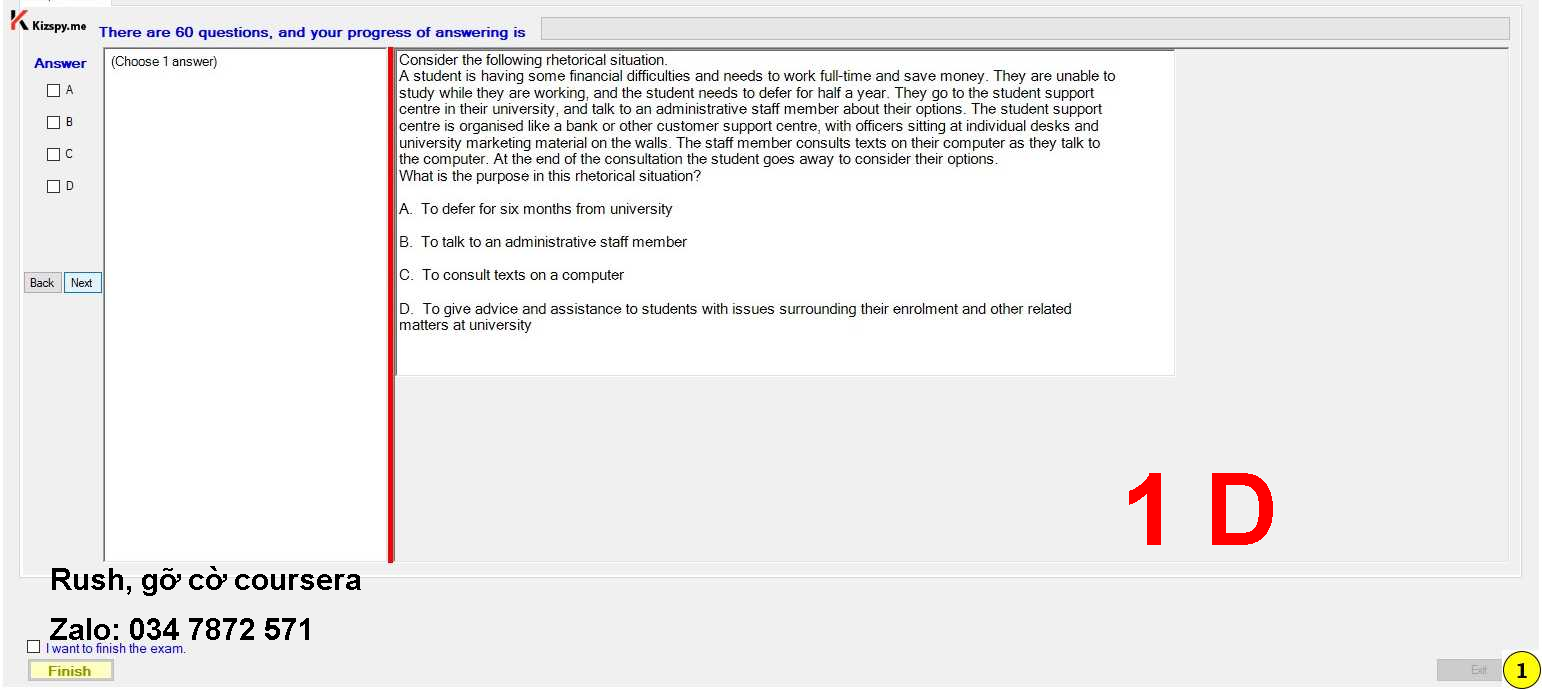 Kizspy.me
There are 60 questions, and your progress of answering is
Answer
A
B
C
D
Back
Next
(Choose 1 answer)
Consider the following rhetorical situation.
A student is having some financial difficulties and needs to work full-time and save money. They are unable to
study while they are working, and the student needs to defer for half a year. They go to the student support
centre in their university, and talk to an administrative staff member about their options. The student support
centre is organised like a bank or other customer support centre, with officers sitting at individual desks and
university marketing material on the walls. The staff member consults texts on their computer as they talk to
the computer. At the end of the consultation the student goes away to consider their options.
What is the purpose in this rhetorical situation?
A. To defer for six months from university
B. To talk to an administrative staff member
C. To consult texts on a computer
D. To give advice and assistance to students with issues surrounding their enrolment and other related
matters at university
1 D
Rush, gỡ cờ coursera
Zalo: 034 7872 571
I want to finish the exam.
Finish
Exit
1